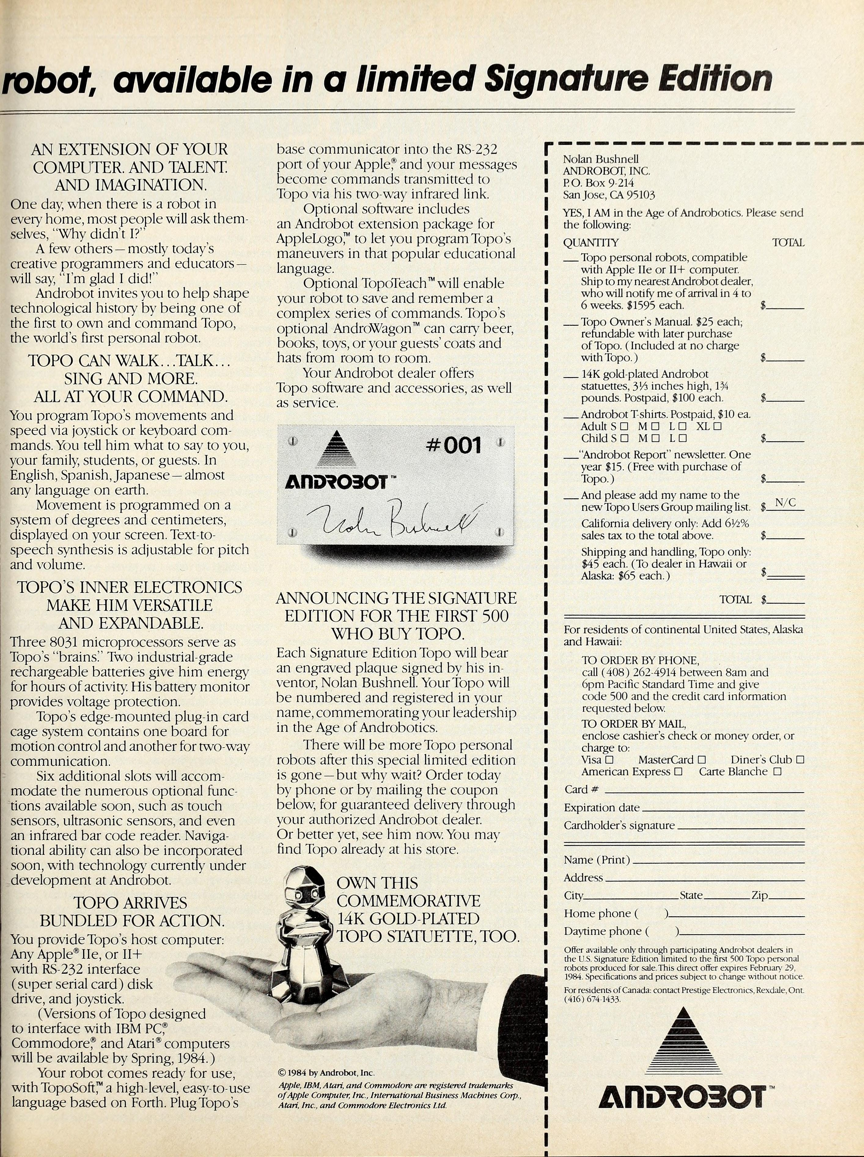 robot, available in a limited Signature Edition
AN EXTENSION OF YOUR
COMPUTER. AND TALENT.
AND IMAGINATION.
One day, when there is a robot in
every home, most people will ask them-
selves, "Why didn't I?"
A few others—mostly today's
creative programmers and educators—
will say, "I'm glad I did!"
Androbot invites you to help shape
technological history by being one of
the first to own and command Topo,
the world's first personal robot.
TOPO CAN WALK...TALK...
SING AND MORE.
ALL AT YOUR COMMAND.
You program Topo's movements and
speed via joystick or keyboard com-
mands. You tell him what to say to you,
your family, students, or guests. In
English, Spanish, Japanese—almost
any language on earth.
Movement is programmed on a
system of degrees and centimeters,
displayed on your screen. Text-to-
speech synthesis is adjustable for pitch
and volume.
TOPO'S INNER ELECTRONICS
MAKE HIM VERSATILE
AND EXPANDABLE.
Three 8031 microprocessors serve as
Topo's "brains." Two industrial-grade
rechargeable batteries give him energy
for hours of activity. His battery monitor
provides voltage protection.
Topo's edge-mounted plug-in card
cage system contains one board for
motion control and another for two-way
communication.
Six additional slots will accom-
modate the numerous optional func-
tions available soon, such as touch
sensors, ultrasonic sensors, and even
an infrared bar code reader. Naviga-
tional ability can also be incorporated
soon, with technology currently under
development at Androbot.
TOPO ARRIVES
BUNDLED FOR ACTION.
You provide Topo's host computer:
Any Apple® IIe, or II+
with RS-232 interface
(super serial card) disk
drive, and joystick.
(Versions of Topo designed
to interface with IBM PC,®
Commodore,® and Atari® computers
will be available by Spring, 1984.)
Your robot comes ready for use,
with TopoSoft,™ a high-level, easy-to-use
language based on Forth. Plug Topo's
base communicator into the RS-232
port of your Apple,® and your messages
become commands transmitted to
Topo via his two-way infrared link.
Optional software includes
an Androbot extension package for
AppleLogo,™ to let you program Topo's
maneuvers in that popular educational
language.
Optional TopoTeach™ will enable
your robot to save and remember a
complex series of commands. Topo's
optional AndroWagon™ can carry beer,
books, toys, or your guests' coats and
hats from room to room.
Your Androbot dealer offers
Topo software and accessories, as well
as service.
#001
ANDROBOT™
Nolan Bushnell
ANNOUNCING THE SIGNATURE
EDITION FOR THE FIRST 500
WHO BUY TOPO.
Each Signature Edition Topo will bear
an engraved plaque signed by his in-
ventor, Nolan Bushnell. Your Topo will
be numbered and registered in your
name, commemorating your leadership
in the Age of Androbotics.
There will be more Topo personal
robots after this special limited edition
is gone—but why wait? Order today
by phone or by mailing the coupon
below, for guaranteed delivery through
your authorized Androbot dealer.
Or better yet, see him now. You may
find Topo already at his store.
OWN THIS
COMMEMORATIVE
14K GOLD-PLATED
TOPO STATUETTE, TOO.
© 1984 by Androbot, Inc.
Apple, IBM, Atari, and Commodore are registered trademarks
of Apple Computer, Inc., International Business Machines Corp.,
Atari, Inc., and Commodore Electronics Ltd.
Nolan Bushnell
ANDROBOT, INC.
P.O. Box 9-214
San Jose, CA 95103
YES, I AM in the Age of Androbotics. Please send
the following:
QUANTITY TOTAL
___ Topo personal robots, compatible
with Apple IIe or II+ computer.
Ship to my nearest Androbot dealer,
who will notify me of arrival in 4 to
6 weeks. $1595 each. $______
___ Topo Owner's Manual. $25 each;
refundable with later purchase
of Topo. (Included at no charge
with Topo.) $______
___ 14K gold-plated Androbot
statuettes, 3½ inches high, 1¾
pounds. Postpaid, $100 each. $______
___ Androbot T-shirts. Postpaid, $10 ea.
Adult S □ M □ L □ XL □
Child S □ M □ L □ $______
___ "Androbot Report" newsletter. One
year $15. (Free with purchase of
Topo.) $______
___ And please add my name to the
new Topo Users Group mailing list. $ N/C
California delivery only: Add 6½%
sales tax to the total above. $______
Shipping and handling, Topo only:
$45 each. (To dealer in Hawaii or
Alaska: $65 each.) $______
TOTAL $______
For residents of continental United States, Alaska
and Hawaii:
TO ORDER BY PHONE,
call (408) 262-4914 between 8am and
6pm Pacific Standard Time and give
code 500 and the credit card information
requested below.
TO ORDER BY MAIL,
enclose cashier's check or money order, or
charge to:
Visa □ MasterCard □ Diner's Club □
American Express □ Carte Blanche □
Card # ______
Expiration date ______
Cardholder's signature ______
Name (Print) ______
Address ______
City______ State______ Zip______
Home phone ( )______
Daytime phone ( )______
Offer available only through participating Androbot dealers in
the U.S. Signature Edition limited to the first 500 Topo personal
robots produced for sale. This direct offer expires February 29,
1984. Specifications and prices subject to change without notice.
For residents of Canada: contact Prestige Electronics, Rexdale, Ont.
(416) 674-1433.
ANDROBOT™